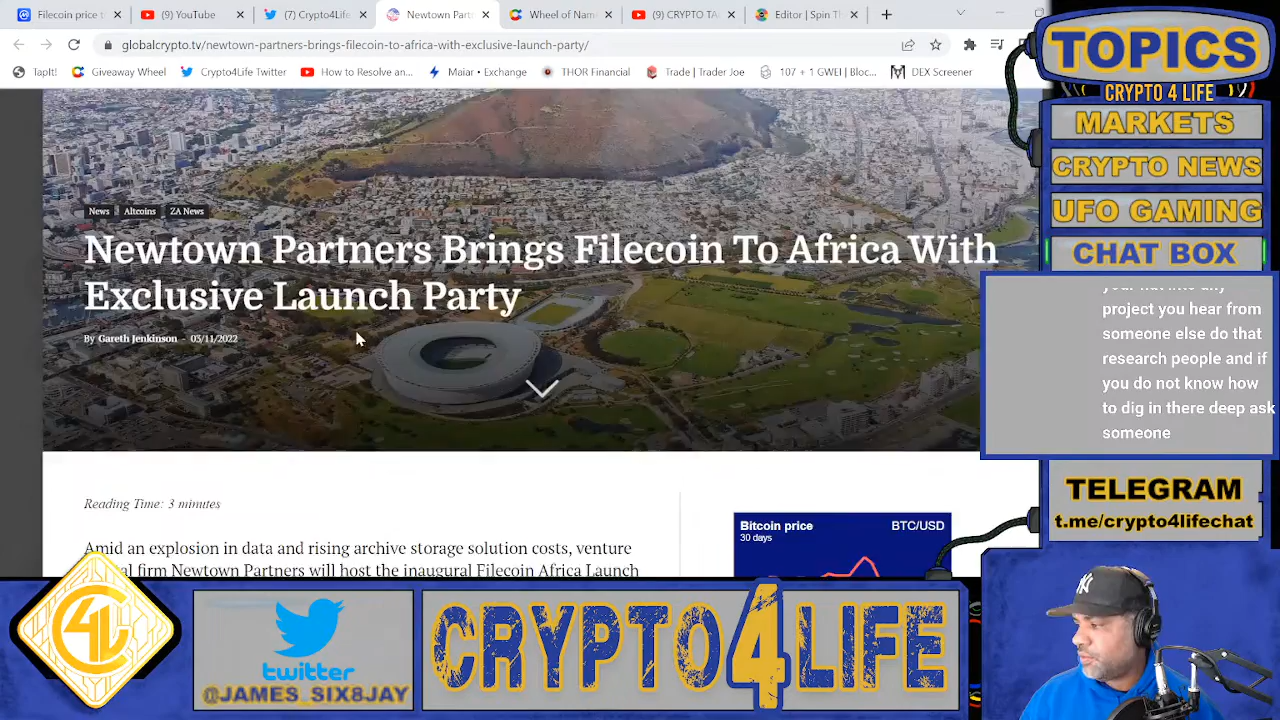 Filecoin price t
(9) YouTube
(7) Crypto4Life
Newtown Part
Wheel of Nam
(9) CRYPTO TA
Editor | Spin Th
globalcrypto.tv/newtown-partners-brings-filecoin-to-africa-with-exclusive-launch-party/
TapIt!
Giveaway Wheel
Crypto4Life Twitter
How to Resolve an...
Maiar • Exchange
THOR Financial
Trade | Trader Joe
107 + 1 GWEI | Bloc...
DEX Screener
News
Altcoins
ZA News
Newtown Partners Brings Filecoin To Africa With
Exclusive Launch Party
By Gareth Jenkinson - 03/11/2022
Reading Time: 3 minutes
Amid an explosion in data and rising archive storage solution costs, venture
al firm Newtown Partners will host the inaugural Filecoin Africa Launch
Bitcoin price
BTC/USD
30 days
TOPICS
CRYPTO 4 LIFE
MARKETS
CRYPTO NEWS
UFO GAMING
CHAT BOX
project you hear from
someone else do that
research people and if
you do not know how
to dig in there deep ask
someone
TELEGRAM
t.me/crypto4lifechat
4L
twitter
@JAMES_SIX8JAY
CRYPTO4LIFE
NY